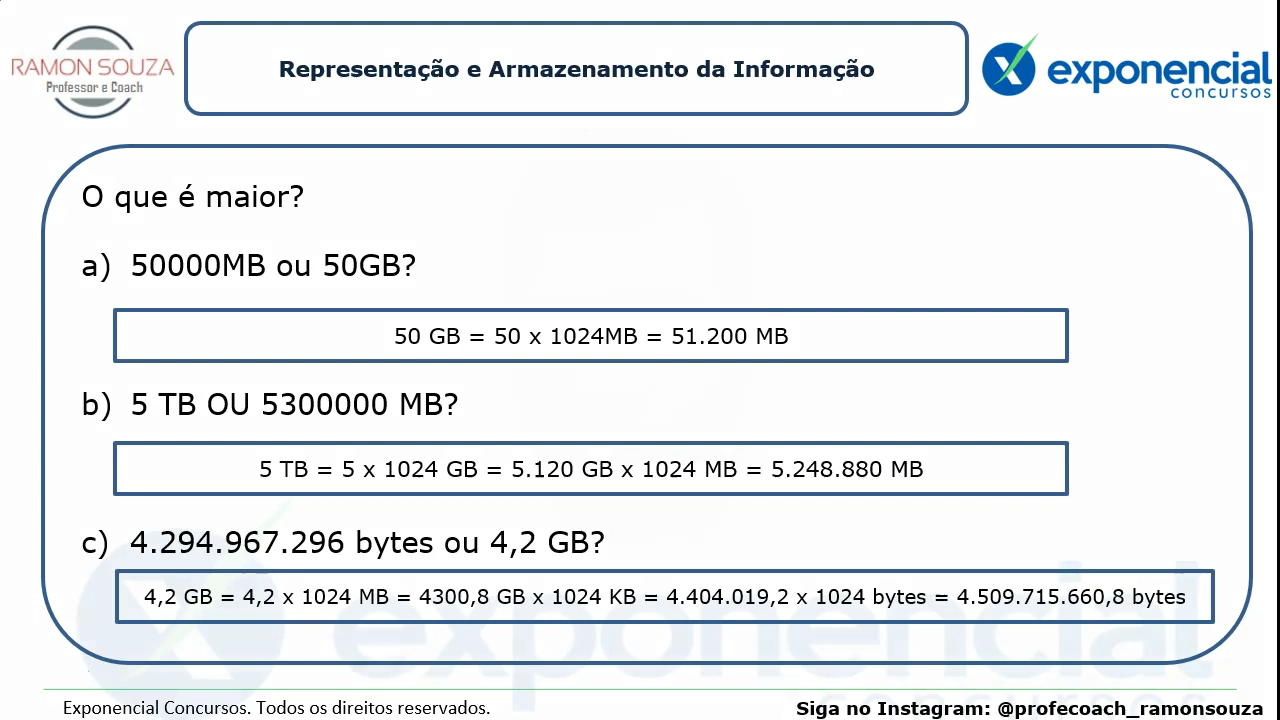 RAMON SOUZA
Professor e Coach
Representação e Armazenamento da Informação
exponencial
concursos
O que é maior?
a) 50000MB ou 50GB?
50 GB = 50 x 1024MB = 51.200 MB
b) 5 TB OU 5300000 MB?
5 TB = 5 x 1024 GB = 5.120 GB x 1024 MB = 5.248.880 MB
c) 4.294.967.296 bytes ou 4,2 GB?
4,2 GB = 4,2 x 1024 MB = 4300,8 GB x 1024 KB = 4.404.019,2 x 1024 bytes = 4.509.715.660,8 bytes
exponencial
concursos
Exponencial Concursos. Todos os direitos reservados.
Siga no Instagram: @profecoach_ramonsouza